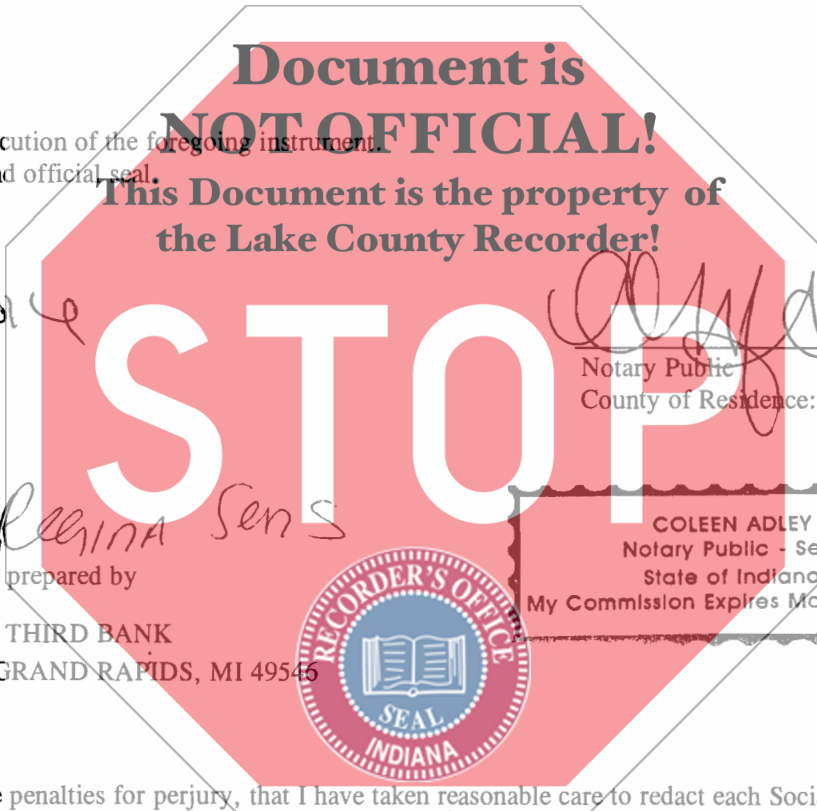 Document is
NOT OFFICIAL!
cution of the foregoing instrument.
d official seal.
This Document is the property of
the Lake County Recorder!
STOP
Notary Public
County of Residence:
Regina Sens
prepared by
COLEEN ADLEY
Notary Public - Se
State of Indiana
My Commission Expires Ma
THIRD BANK
GRAND RAPIDS, MI 49546
RECORDER'S OFFICE
SEAL
INDIANA
e penalties for perjury, that I have taken reasonable care to redact each Soci